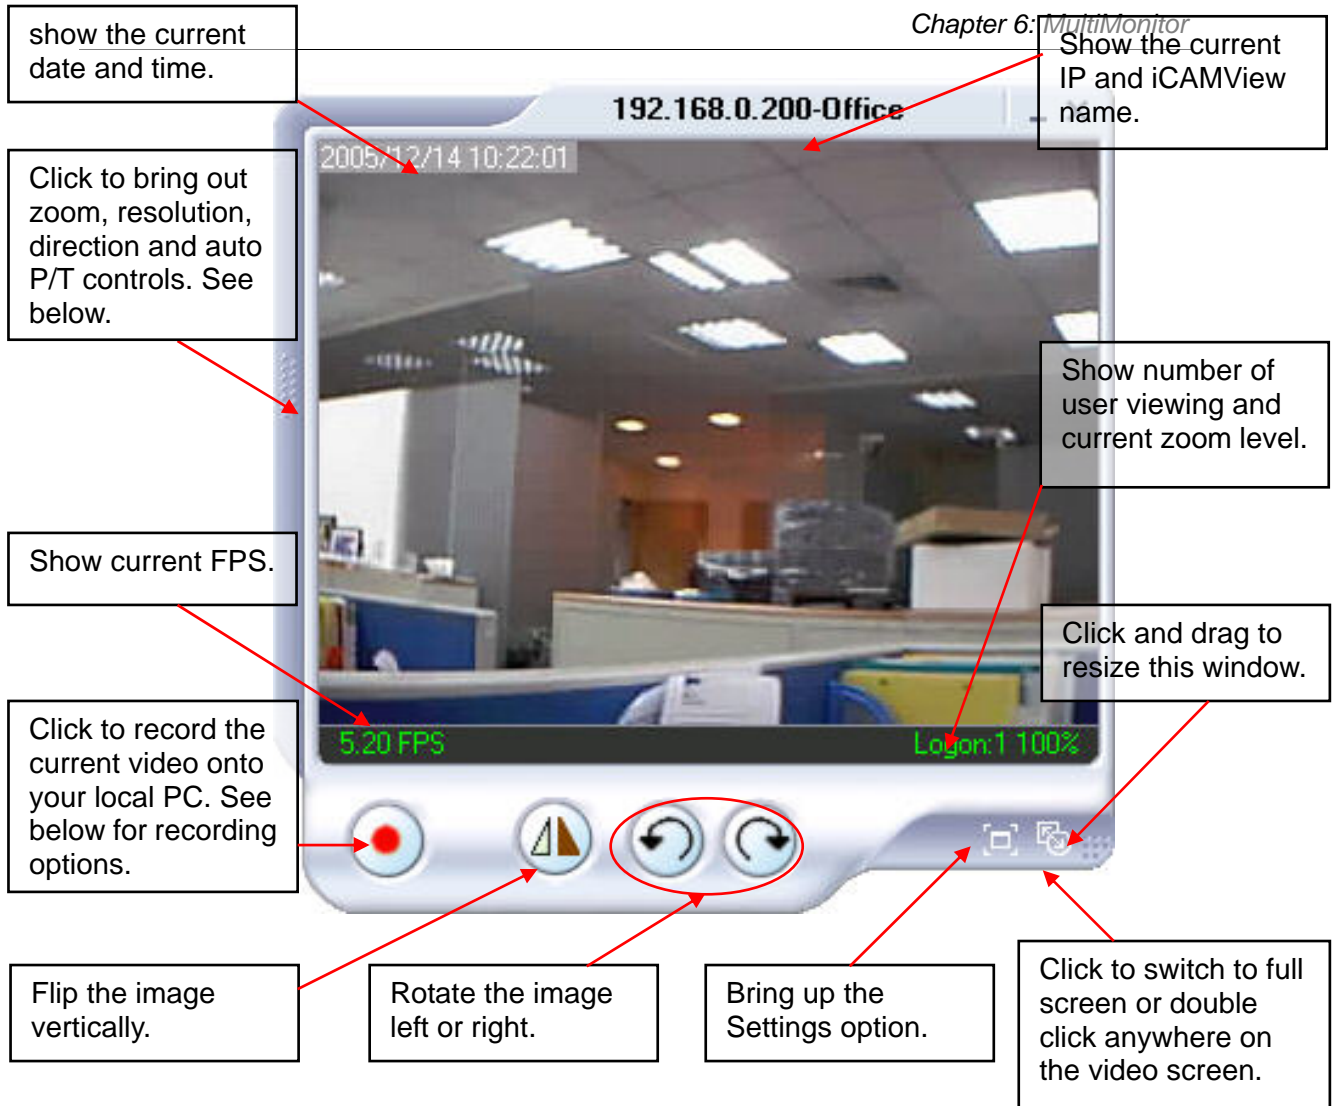 Chapter 6: MultiMonitor
show the current
date and time.
Show the current
IP and iCAMView
name.
192.168.0.200-Office
2005/12/14 10:22:01
Click to bring out
zoom, resolution,
direction and auto
P/T controls. See
below.
Show number of
user viewing and
current zoom level.
Show current FPS.
Click and drag to
resize this window.
5.20 FPS
Logon:1 100%
Click to record the
current video onto
your local PC. See
below for recording
options.
Flip the image
vertically.
Rotate the image
left or right.
Bring up the
Settings option.
Click to switch to full
screen or double
click anywhere on
the video screen.